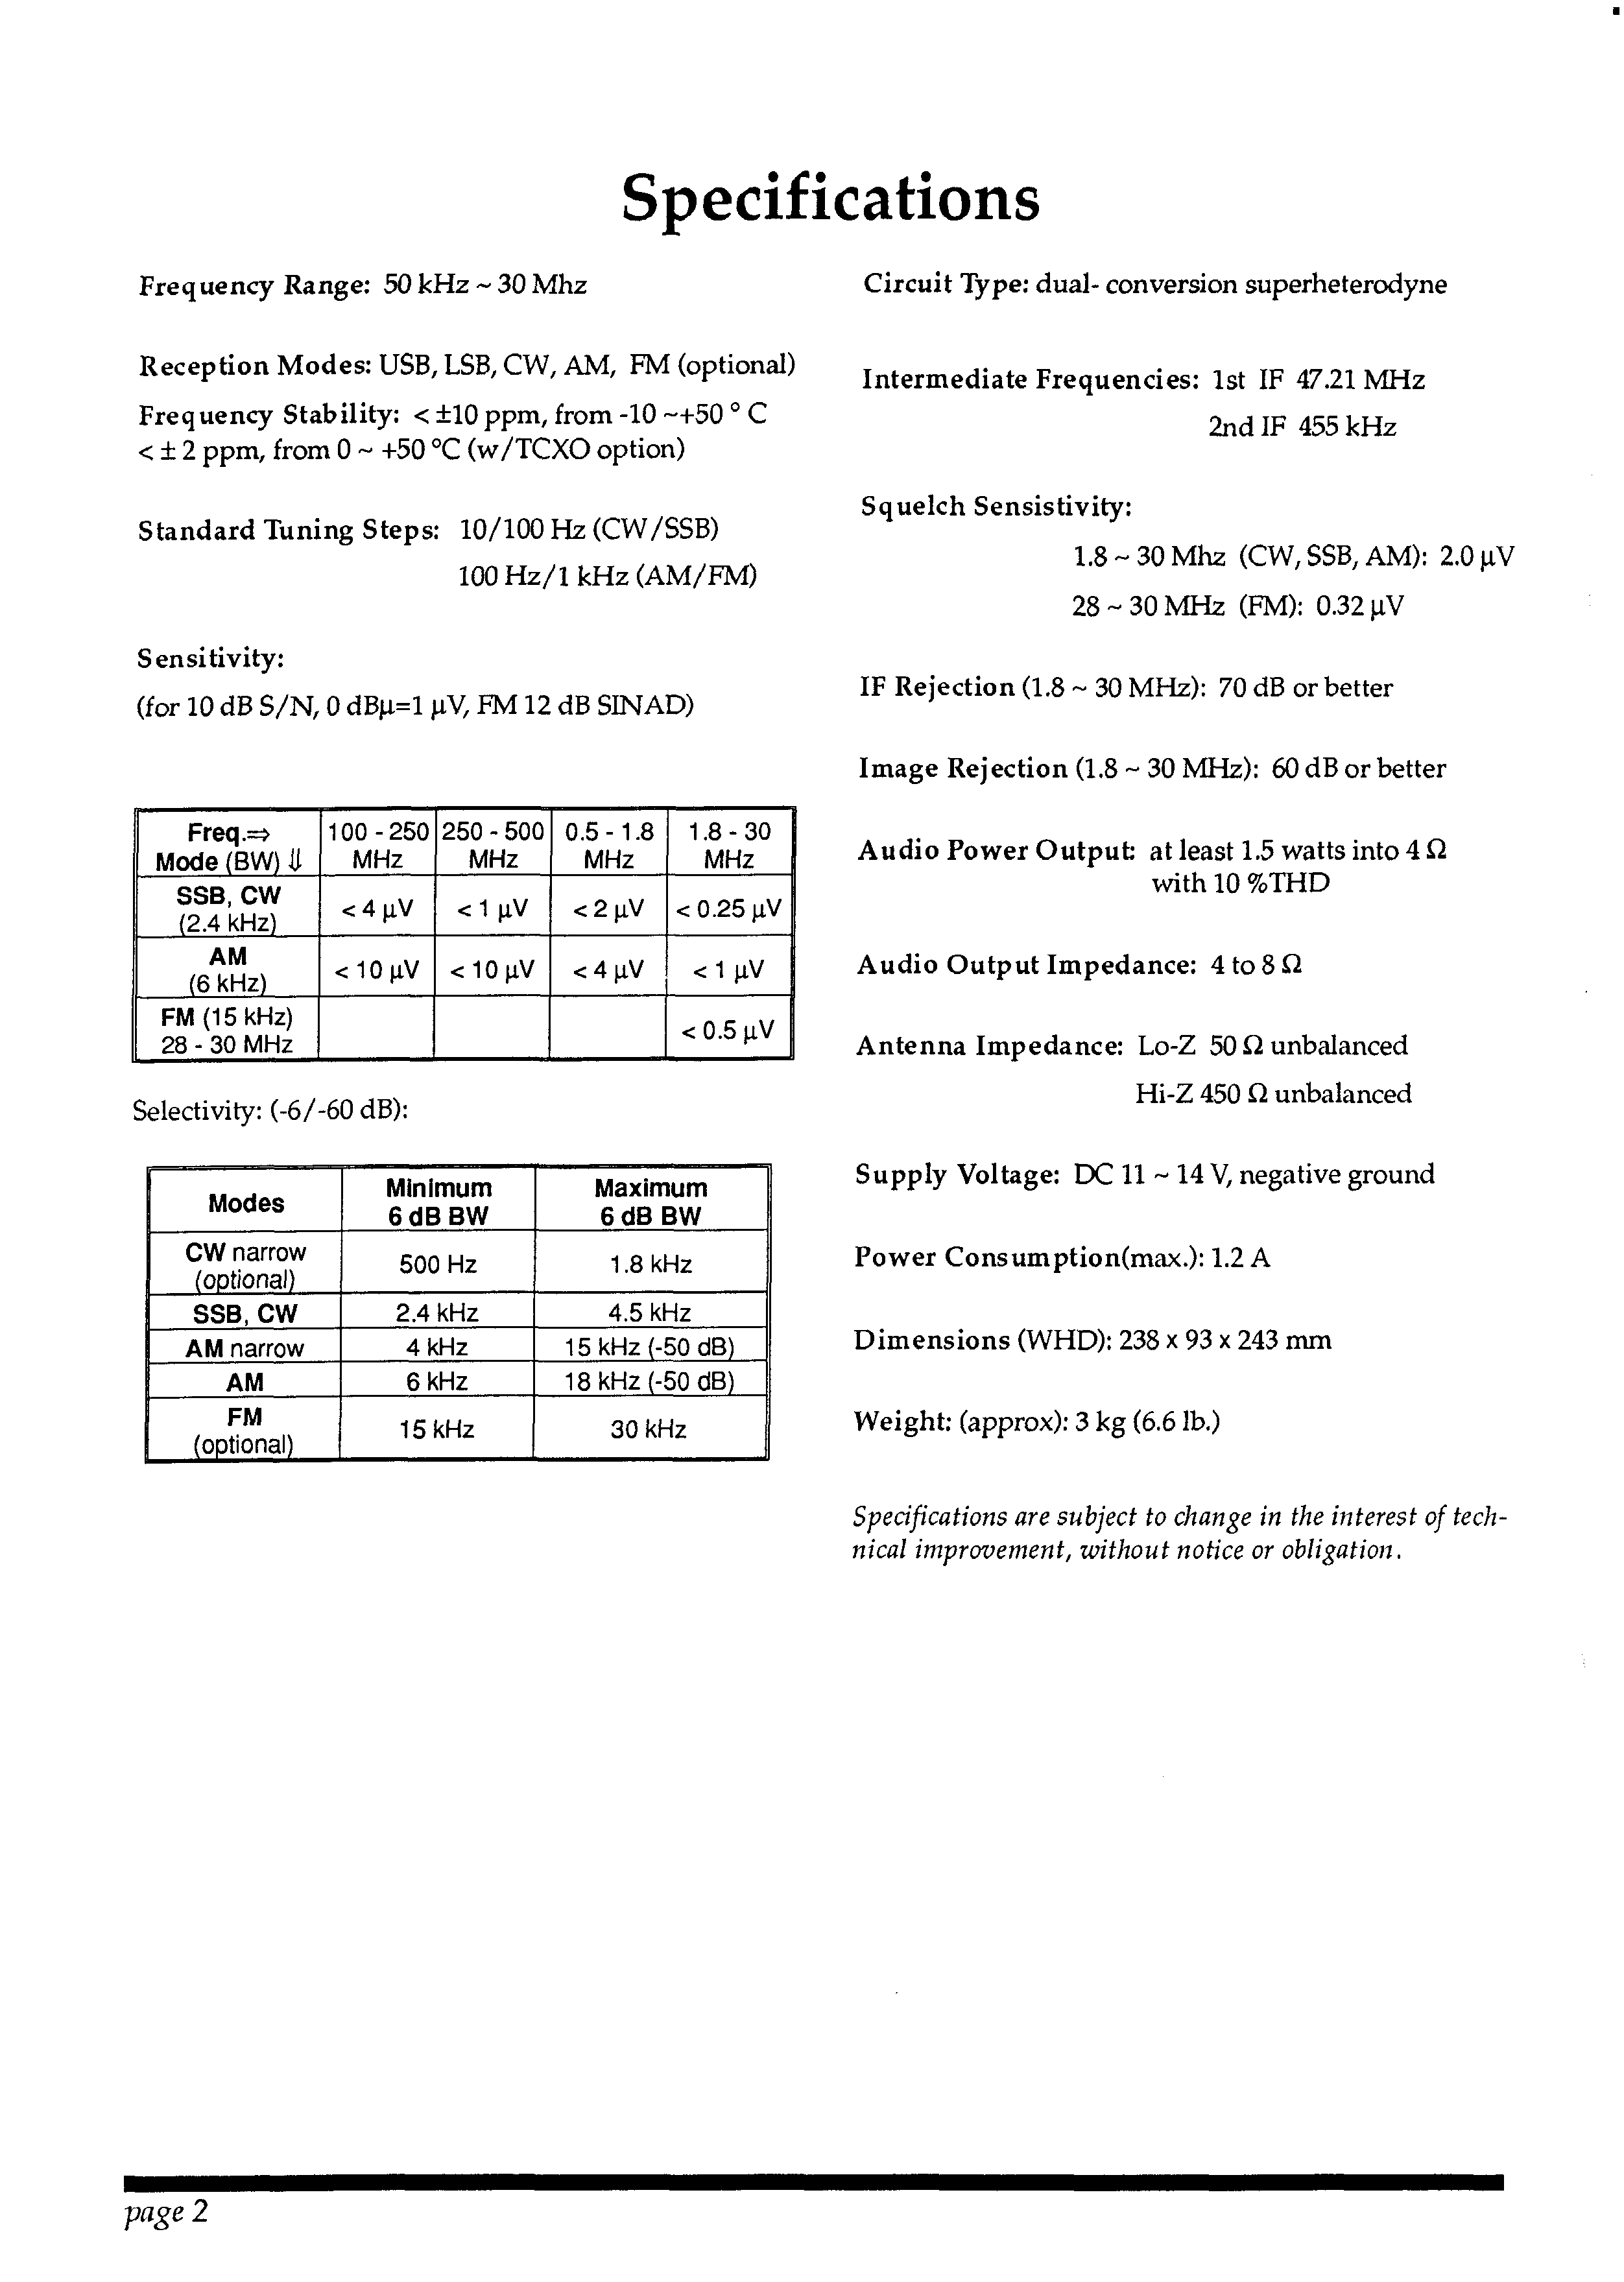 Specifications
Frequency Range: 50 kHz ~ 30 Mhz
Reception Modes: USB, LSB, CW, AM, FM (optional)
Frequency Stability: < ±10 ppm, from -10 ~+50 ° C
< ± 2 ppm, from 0 ~ +50 °C (w/TCXO option)
Standard Tuning Steps: 10/100 Hz (CW/SSB)
100 Hz/1 kHz (AM/FM)
Sensitivity:
(for 10 dB S/N, 0 dBµ=1 µV, FM 12 dB SINAD)
Freq.⇒ 100 - 250 250 - 500 0.5 - 1.8 1.8 - 30
Mode (BW) ⇓ MHz MHz MHz MHz
SSB, CW
(2.4 kHz) < 4 µV < 1 µV < 2 µV < 0.25 µV
AM
(6 kHz) < 10 µV < 10 µV < 4 µV < 1 µV
FM (15 kHz)
28 - 30 MHz < 0.5 µV
Selectivity: (-6/-60 dB):
Modes Minimum Maximum
6 dB BW 6 dB BW
CW narrow
(optional) 500 Hz 1.8 kHz
SSB, CW 2.4 kHz 4.5 kHz
AM narrow 4 kHz 15 kHz (-50 dB)
AM 6 kHz 18 kHz (-50 dB)
FM
(optional) 15 kHz 30 kHz
Circuit Type: dual- conversion superheterodyne
Intermediate Frequencies: 1st IF 47.21 MHz
2nd IF 455 kHz
Squelch Sensistivity:
1.8 ~ 30 Mhz (CW, SSB, AM): 2.0 µV
28 ~ 30 MHz (FM): 0.32 µV
IF Rejection (1.8 ~ 30 MHz): 70 dB or better
Image Rejection (1.8 ~ 30 MHz): 60 dB or better
Audio Power Output: at least 1.5 watts into 4 Ω
with 10 %THD
Audio Output Impedance: 4 to 8 Ω
Antenna Impedance: Lo-Z 50 Ω unbalanced
Hi-Z 450 Ω unbalanced
Supply Voltage: DC 11 ~ 14 V, negative ground
Power Consumption(max.): 1.2 A
Dimensions (WHD): 238 x 93 x 243 mm
Weight: (approx): 3 kg (6.6 lb.)
Specifications are subject to change in the interest of tech-
nical improvement, without notice or obligation.
page 2